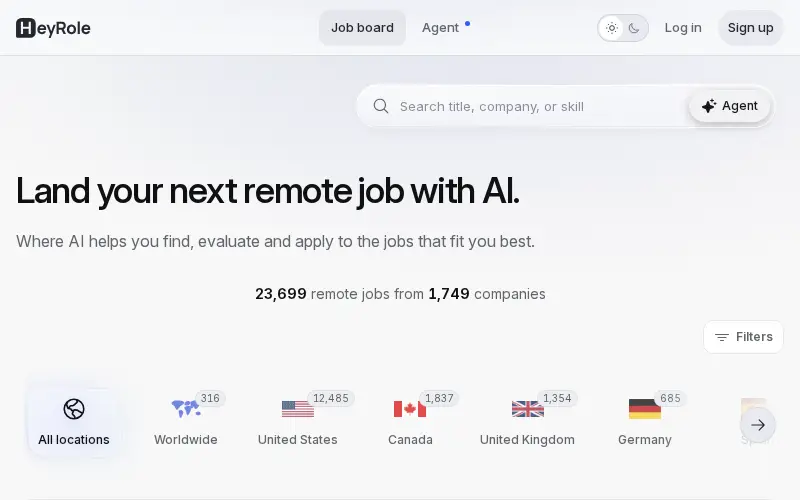 HeyRole
Job board
Agent
Log in
Sign up
Search title, company, or skill
Agent
Land your next remote job with AI.
Where AI helps you find, evaluate and apply to the jobs that fit you best.
23,699 remote jobs from 1,749 companies
Filters
316
12,485
1,837
1,354
685
All locations
Worldwide
United States
Canada
United Kingdom
Germany